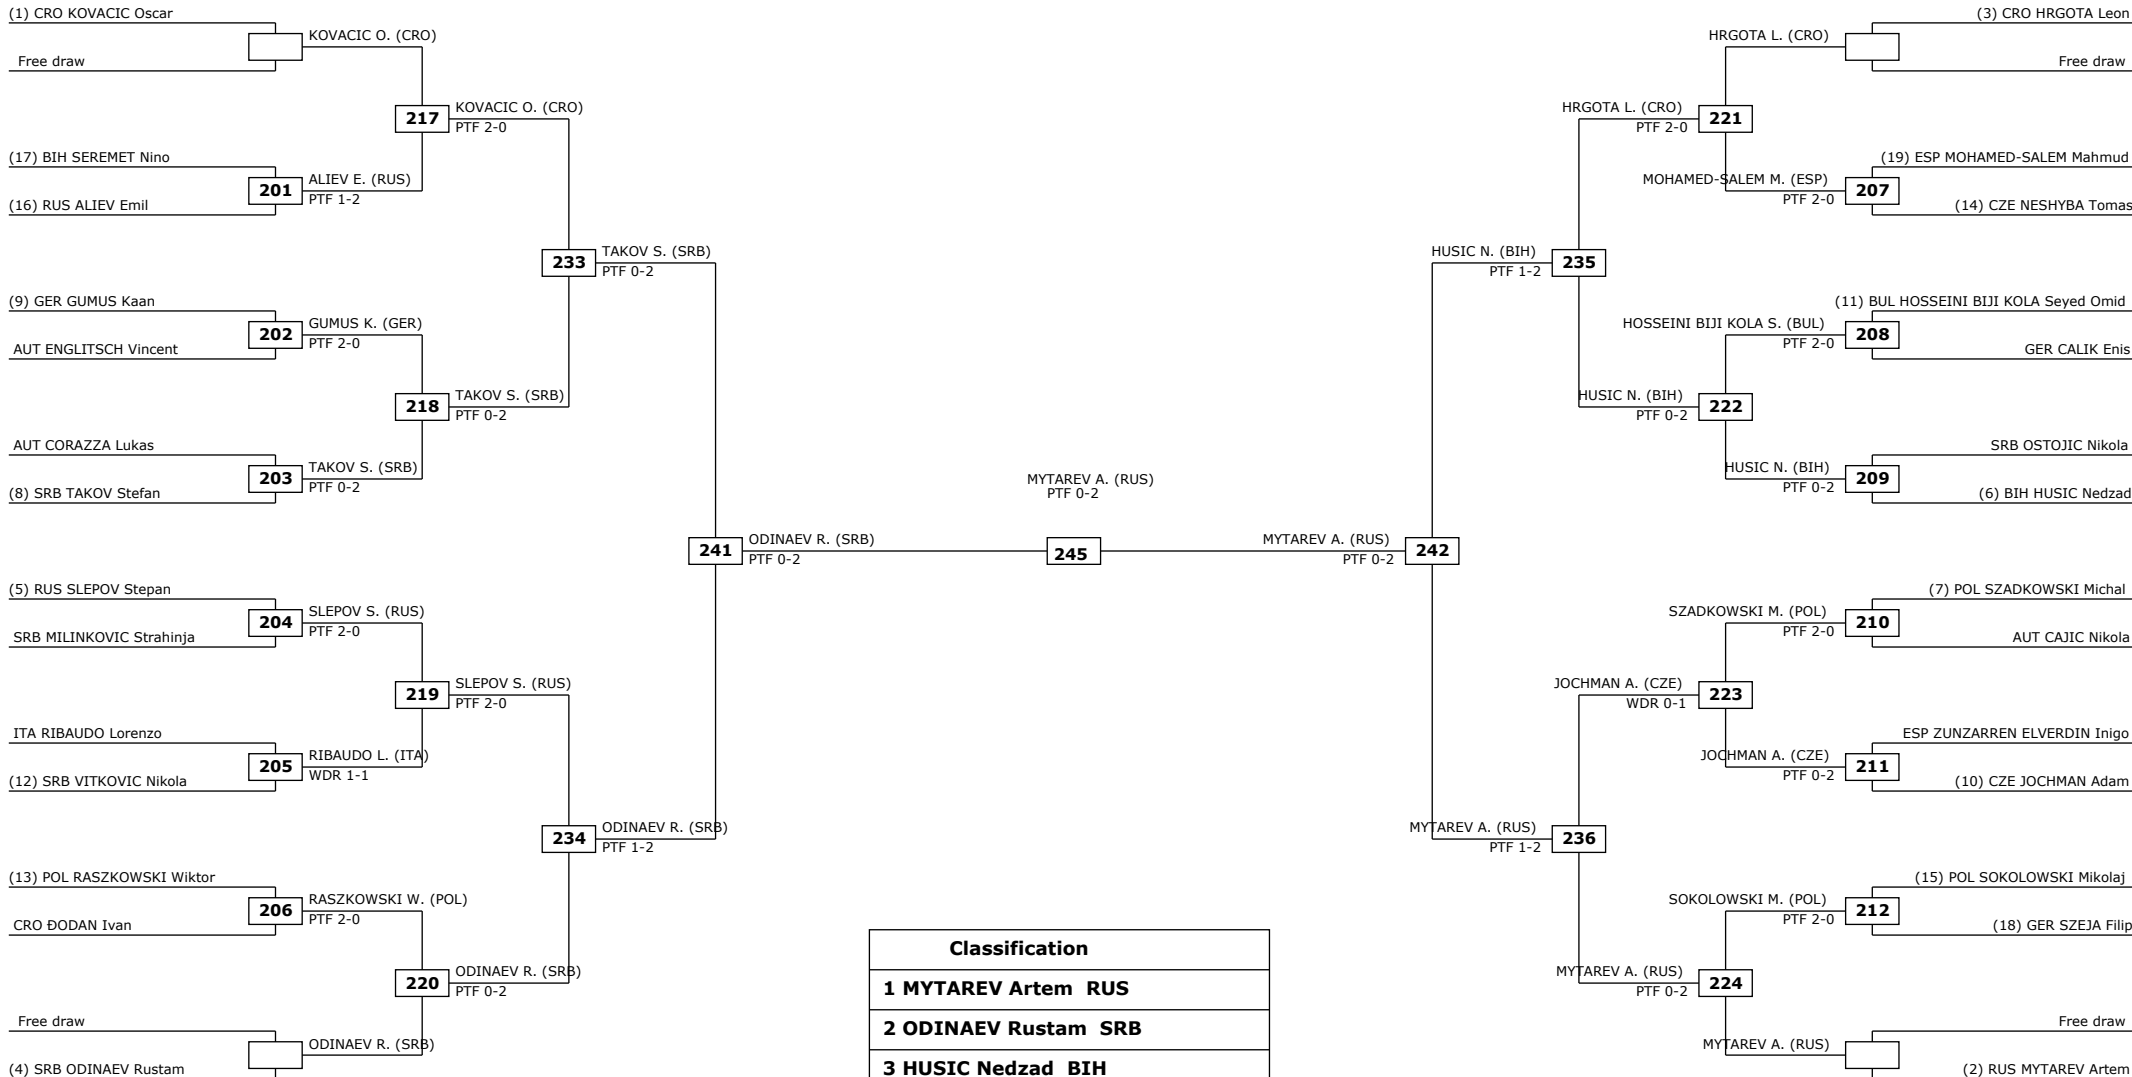 (1) CRO KOVACIC Oscar
KOVACIC O. (CRO)
Free draw
KOVACIC O. (CRO)
217
PTF 2-0
(17) BIH SEREMET Nino
ALIEV E. (RUS)
201
PTF 1-2
(16) RUS ALIEV Emil
TAKOV S. (SRB)
233
PTF 0-2
(9) GER GUMUS Kaan
GUMUS K. (GER)
202
PTF 2-0
AUT ENGLITSCH Vincent
TAKOV S. (SRB)
218
PTF 0-2
AUT CORAZZA Lukas
TAKOV S. (SRB)
203
PTF 0-2
(8) SRB TAKOV Stefan
ODINAEV R. (SRB)
241
PTF 0-2
(5) RUS SLEPOV Stepan
SLEPOV S. (RUS)
204
PTF 2-0
SRB MILINKOVIC Strahinja
SLEPOV S. (RUS)
219
PTF 2-0
ITA RIBAUDO Lorenzo
RIBAUDO L. (ITA)
205
WDR 1-1
(12) SRB VITKOVIC Nikola
ODINAEV R. (SRB)
234
PTF 1-2
(13) POL RASZKOWSKI Wiktor
RASZKOWSKI W. (POL)
206
PTF 2-0
CRO ĐODAN Ivan
ODINAEV R. (SRB)
220
PTF 0-2
Free draw
ODINAEV R. (SRB)
(4) SRB ODINAEV Rustam
MYTAREV A. (RUS)
PTF 0-2
245
(3) CRO HRGOTA Leon
HRGOTA L. (CRO)
Free draw
HRGOTA L. (CRO)
221
PTF 2-0
(19) ESP MOHAMED-SALEM Mahmud
MOHAMED-SALEM M. (ESP)
207
PTF 2-0
(14) CZE NESHYBA Tomas
HUSIC N. (BIH)
235
PTF 1-2
(11) BUL HOSSEINI BIJI KOLA Seyed Omid
HOSSEINI BIJI KOLA S. (BUL)
208
PTF 2-0
GER CALIK Enis
HUSIC N. (BIH)
222
PTF 0-2
SRB OSTOJIC Nikola
HUSIC N. (BIH)
209
PTF 0-2
(6) BIH HUSIC Nedzad
MYTAREV A. (RUS)
242
PTF 0-2
(7) POL SZADKOWSKI Michal
SZADKOWSKI M. (POL)
210
PTF 2-0
AUT CAJIC Nikola
JOCHMAN A. (CZE)
223
WDR 0-1
ESP ZUNZARREN ELVERDIN Inigo
JOCHMAN A. (CZE)
211
PTF 0-2
(10) CZE JOCHMAN Adam
MYTAREV A. (RUS)
236
PTF 1-2
(15) POL SOKOLOWSKI Mikolaj
SOKOLOWSKI M. (POL)
212
PTF 2-0
(18) GER SZEJA Filip
MYTAREV A. (RUS)
224
PTF 0-2
Free draw
MYTAREV A. (RUS)
(2) RUS MYTAREV Artem
Classification
1 MYTAREV Artem RUS
2 ODINAEV Rustam SRB
3 HUSIC Nedzad BIH